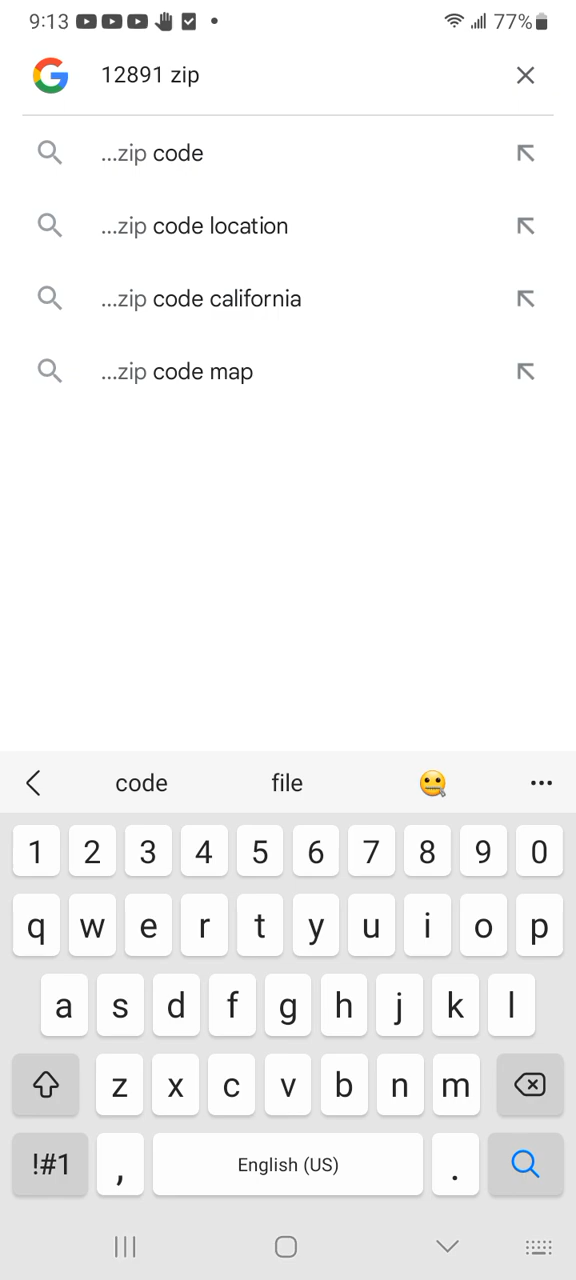 9:13 77%
12891 zip
...zip code
...zip code location
...zip code california
...zip code map
code file
1 2 3 4 5 6 7 8 9 0
q w e r t y u i o p
a s d f g h j k l
z x c v b n m
!#1 , English (US) .